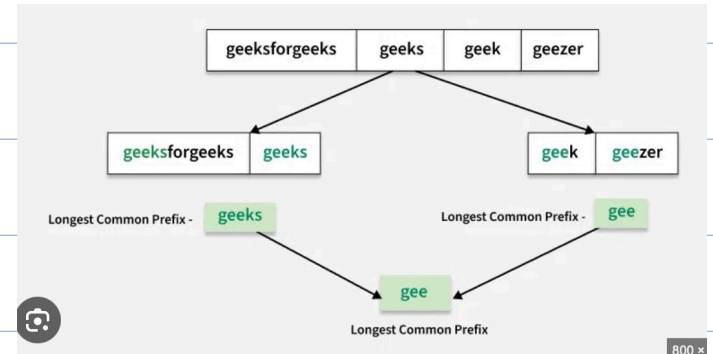 geeksforgeeks geeks geek geezer
geeksforgeeks geeks geek geezer
Longest Common Prefix - geeks Longest Common Prefix - gee
gee
Longest Common Prefix
800 ×